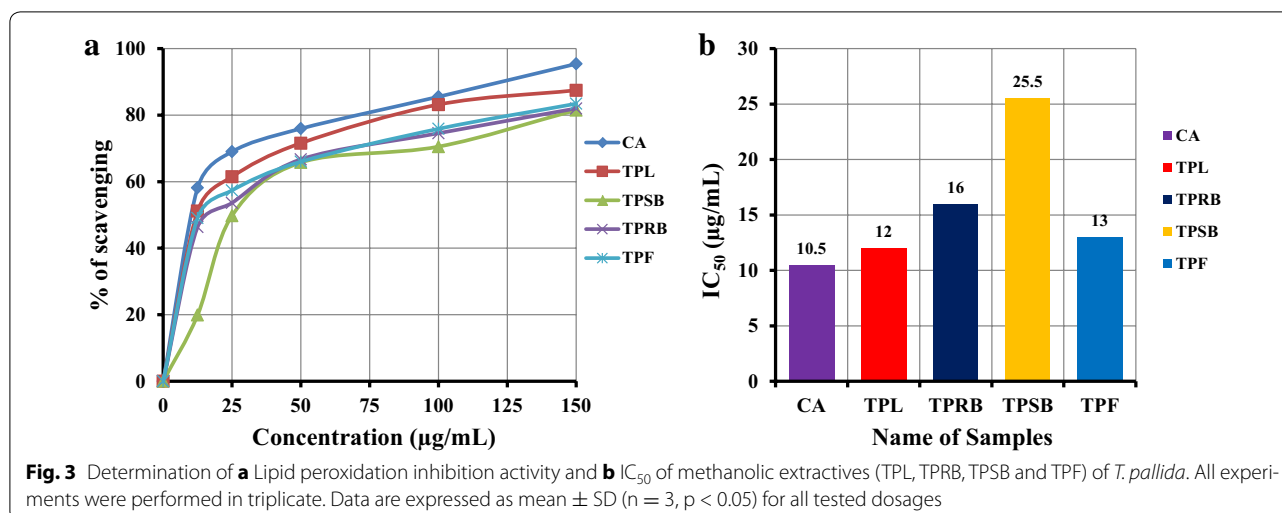 a
100
80
60
40
20
0
% of scavenging
0 25 50 75 100 125 150
Concentration (µg/mL)
CA
TPL
TPSB
TPRB
TPF
b
30
25
20
15
10
5
0
IC50 (µg/mL)
10.5
12
16
25.5
13
CA TPL TPRB TPSB TPF
Name of Samples
CA
TPL
TPRB
TPSB
TPF
Fig. 3 Determination of a Lipid peroxidation inhibition activity and b IC50 of methanolic extractives (TPL, TPRB, TPSB and TPF) of T. pallida. All experi-
ments were performed in triplicate. Data are expressed as mean ± SD (n = 3, p < 0.05) for all tested dosages